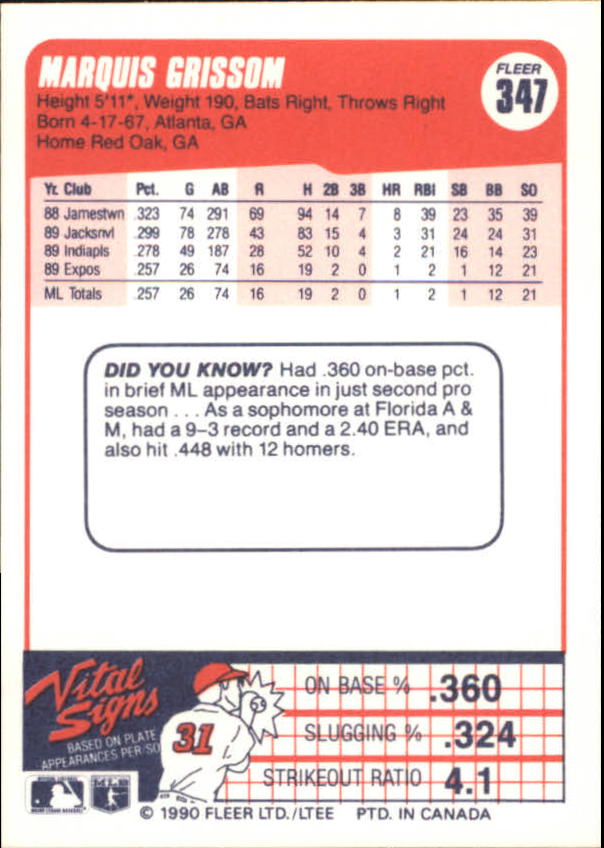 MARQUIS GRISSOM
FLEER
347
Height 5'11", Weight 190, Bats Right, Throws Right
Born 4-17-67, Atlanta, GA
Home Red Oak, GA
Yr. Club Pct. G AB R H 2B 3B HR RBI SB BB SO
88 Jamestwn .323 74 291 69 94 14 7 8 39 23 35 39
89 Jacksnvl .299 78 278 43 83 15 4 3 31 24 24 31
89 Indiapls .278 49 187 28 52 10 4 2 21 16 14 23
89 Expos .257 26 74 16 19 2 0 1 2 1 12 21
ML Totals .257 26 74 16 19 2 0 1 2 1 12 21
DID YOU KNOW? Had .360 on-base pct.
in brief ML appearance in just second pro
season . . . As a sophomore at Florida A &
M, had a 9–3 record and a 2.40 ERA, and
also hit .448 with 12 homers.
Vital
Signs
BASED ON PLATE
APPEARANCES PER/SO
31
ON BASE % .360
SLUGGING % .324
STRIKEOUT RATIO 4.1
MLB
© 1990 FLEER LTD./LTEE PTD. IN CANADA